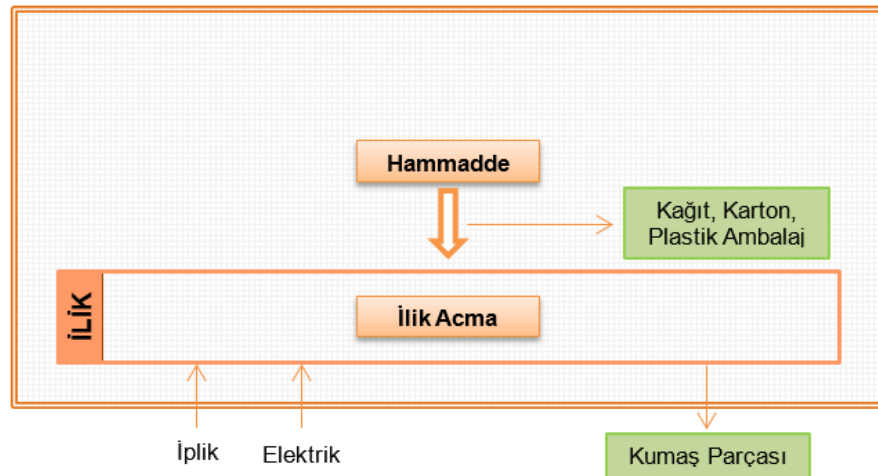 Hammadde
Kağıt, Karton,
Plastik Ambalaj
İLİK
İlik Acma
İplik
Elektrik
Kumaş Parçası